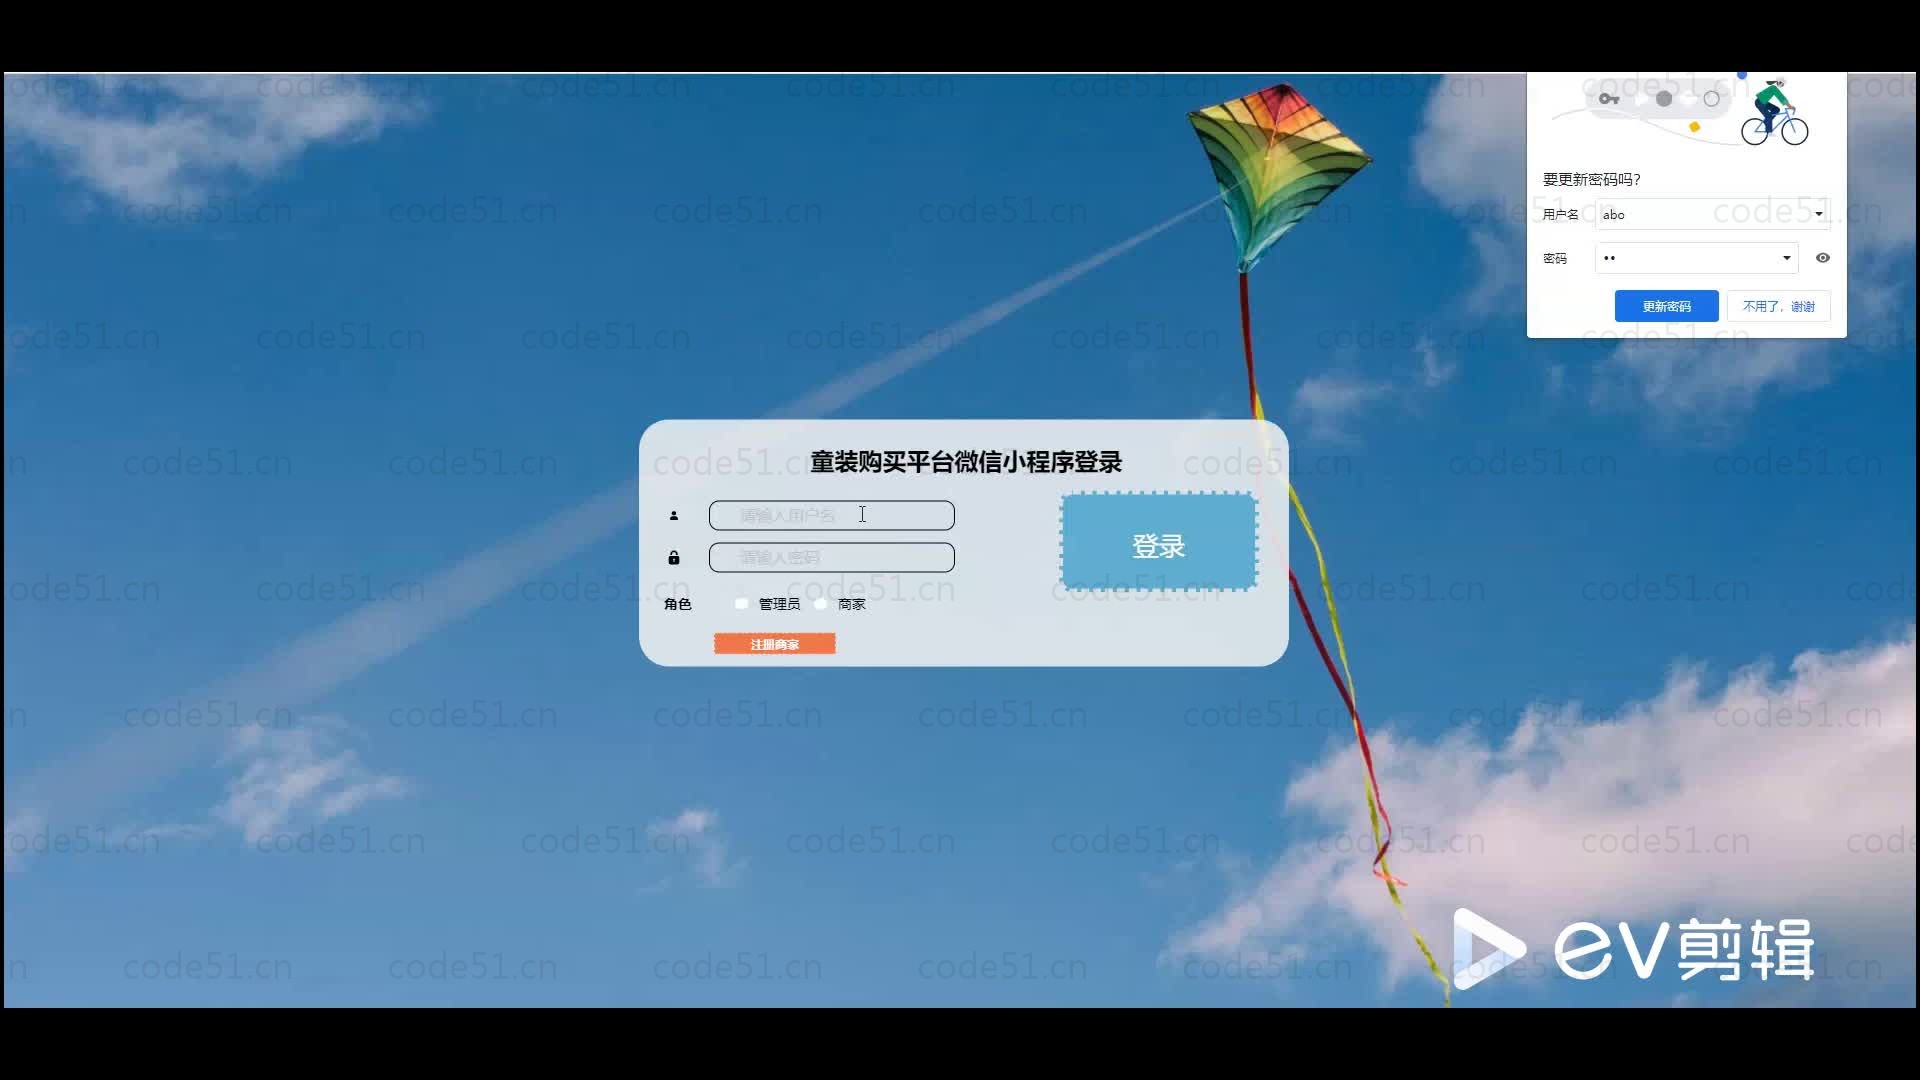 要更新密码吗?
用户名 abo
密码 ••
更新密码 不用了，谢谢
童装购买平台微信小程序登录
请输入用户名
请输入密码
登录
角色 管理员 商家
注册商家
ev剪辑
code51.cn